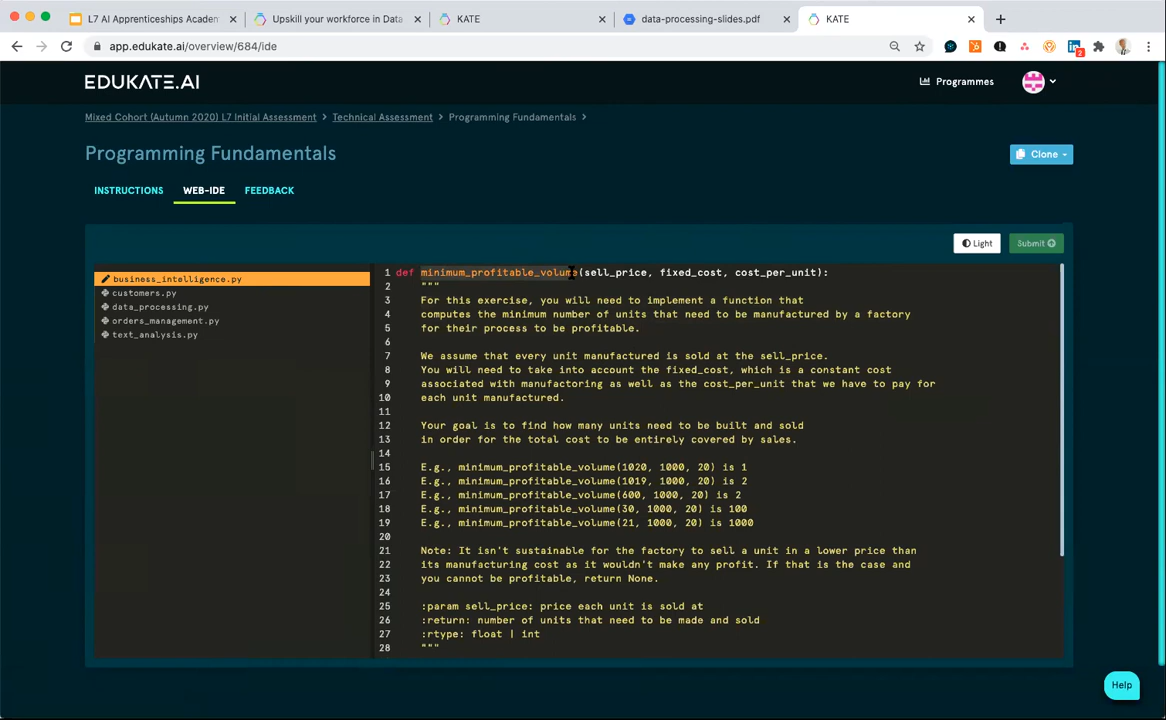 L7 AI Apprenticeships Academ
Upskill your workforce in Data
KATE
data-processing-slides.pdf
KATE
app.edukate.ai/overview/684/ide
2
EDUKATE.AI
Programmes
Mixed Cohort (Autumn 2020) L7 Initial Assessment > Technical Assessment > Programming Fundamentals >
Programming Fundamentals
Clone
INSTRUCTIONS
WEB-IDE
FEEDBACK
Light
Submit
business_intelligence.py
customers.py
data_processing.py
orders_management.py
text_analysis.py
1 def minimum_profitable_volume(sell_price, fixed_cost, cost_per_unit):
2 """
3 For this exercise, you will need to implement a function that
4 computes the minimum number of units that need to be manufactured by a factory
5 for their process to be profitable.
6
7 We assume that every unit manufactured is sold at the sell_price.
8 You will need to take into account the fixed_cost, which is a constant cost
9 associated with manufactoring as well as the cost_per_unit that we have to pay for
10 each unit manufactured.
11
12 Your goal is to find how many units need to be built and sold
13 in order for the total cost to be entirely covered by sales.
14
15 E.g., minimum_profitable_volume(1020, 1000, 20) is 1
16 E.g., minimum_profitable_volume(1019, 1000, 20) is 2
17 E.g., minimum_profitable_volume(600, 1000, 20) is 2
18 E.g., minimum_profitable_volume(30, 1000, 20) is 100
19 E.g., minimum_profitable_volume(21, 1000, 20) is 1000
20
21 Note: It isn't sustainable for the factory to sell a unit in a lower price than
22 its manufacturing cost as it wouldn't make any profit. If that is the case and
23 you cannot be profitable, return None.
24
25 :param sell_price: price each unit is sold at
26 :return: number of units that need to be made and sold
27 :rtype: float | int
28 """
Help